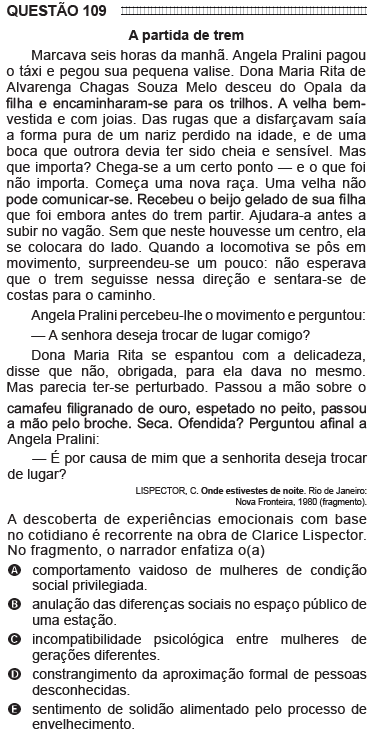 QUESTÃO 109
A partida de trem
Marcava seis horas da manhã. Angela Pralini pagou
o táxi e pegou sua pequena valise. Dona Maria Rita de
Alvarenga Chagas Souza Melo desceu do Opala da
filha e encaminharam-se para os trilhos. A velha bem-
vestida e com joias. Das rugas que a disfarçavam saía
a forma pura de um nariz perdido na idade, e de uma
boca que outrora devia ter sido cheia e sensível. Mas
que importa? Chega-se a um certo ponto — e o que foi
não importa. Começa uma nova raça. Uma velha não
pode comunicar-se. Recebeu o beijo gelado de sua filha
que foi embora antes do trem partir. Ajudara-a antes a
subir no vagão. Sem que neste houvesse um centro, ela
se colocara do lado. Quando a locomotiva se pôs em
movimento, surpreendeu-se um pouco: não esperava
que o trem seguisse nessa direção e sentara-se de
costas para o caminho.
Angela Pralini percebeu-lhe o movimento e perguntou:
— A senhora deseja trocar de lugar comigo?
Dona Maria Rita se espantou com a delicadeza,
disse que não, obrigada, para ela dava no mesmo.
Mas parecia ter-se perturbado. Passou a mão sobre o
camafeu filigranado de ouro, espetado no peito, passou
a mão pelo broche. Seca. Ofendida? Perguntou afinal a
Angela Pralini:
— É por causa de mim que a senhorita deseja trocar
de lugar?
LISPECTOR, C. Onde estivestes de noite. Rio de Janeiro:
Nova Fronteira, 1980 (fragmento).
A descoberta de experiências emocionais com base
no cotidiano é recorrente na obra de Clarice Lispector.
No fragmento, o narrador enfatiza o(a)
A comportamento vaidoso de mulheres de condição
social privilegiada.
B anulação das diferenças sociais no espaço público de
uma estação.
C incompatibilidade psicológica entre mulheres de
gerações diferentes.
D constrangimento da aproximação formal de pessoas
desconhecidas.
E sentimento de solidão alimentado pelo processo de
envelhecimento.